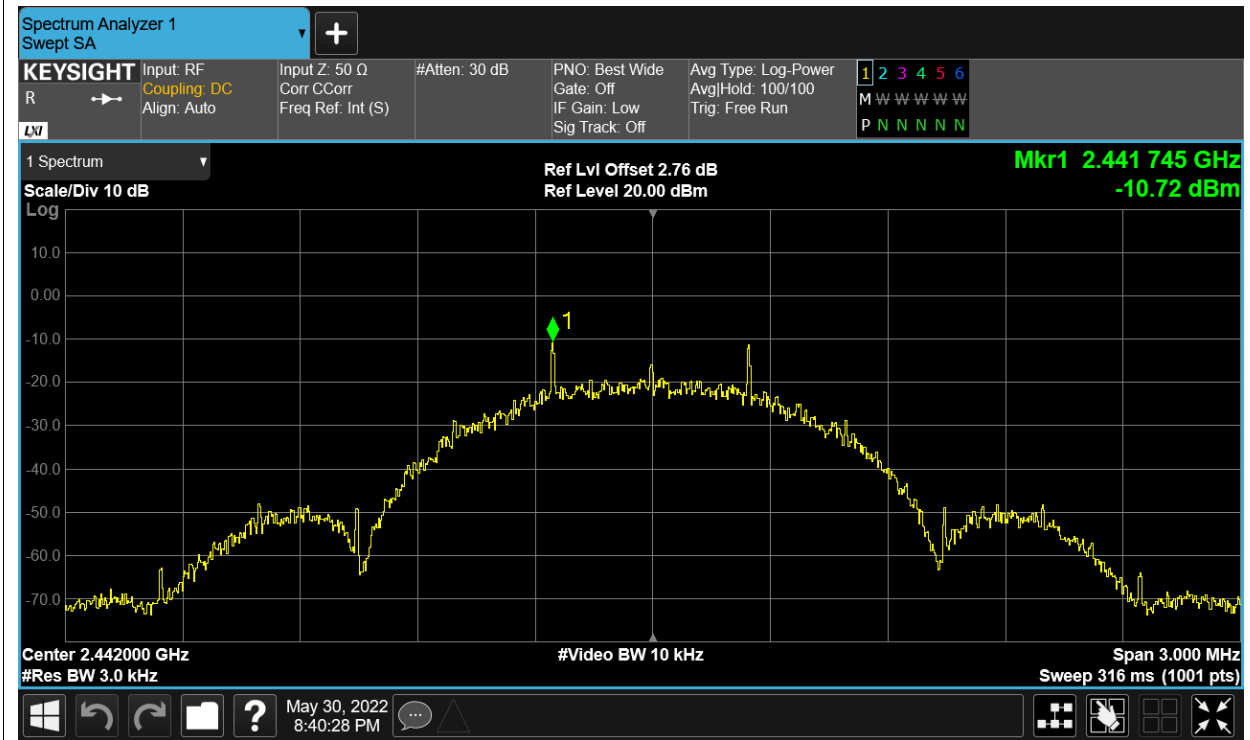 Spectrum Analyzer 1
Swept SA
KEYSIGHT
R
LXI
Input: RF
Coupling: DC
Align: Auto
Input Z: 50 Ω
Corr CCorr
Freq Ref: Int (S)
#Atten: 30 dB
PNO: Best Wide
Gate: Off
IF Gain: Low
Sig Track: Off
Avg Type: Log-Power
Avg|Hold: 100/100
Trig: Free Run
1 2 3 4 5 6
M W W W W W
P N N N N N
1 Spectrum
Scale/Div 10 dB
Log
Ref Lvl Offset 2.76 dB
Ref Level 20.00 dBm
Mkr1 2.441 745 GHz
-10.72 dBm
10.0
0.00
1
-10.0
-20.0
-30.0
-40.0
-50.0
-60.0
-70.0
Center 2.442000 GHz
#Res BW 3.0 kHz
#Video BW 10 kHz
Span 3.000 MHz
Sweep 316 ms (1001 pts)
?
May 30, 2022
8:40:28 PM